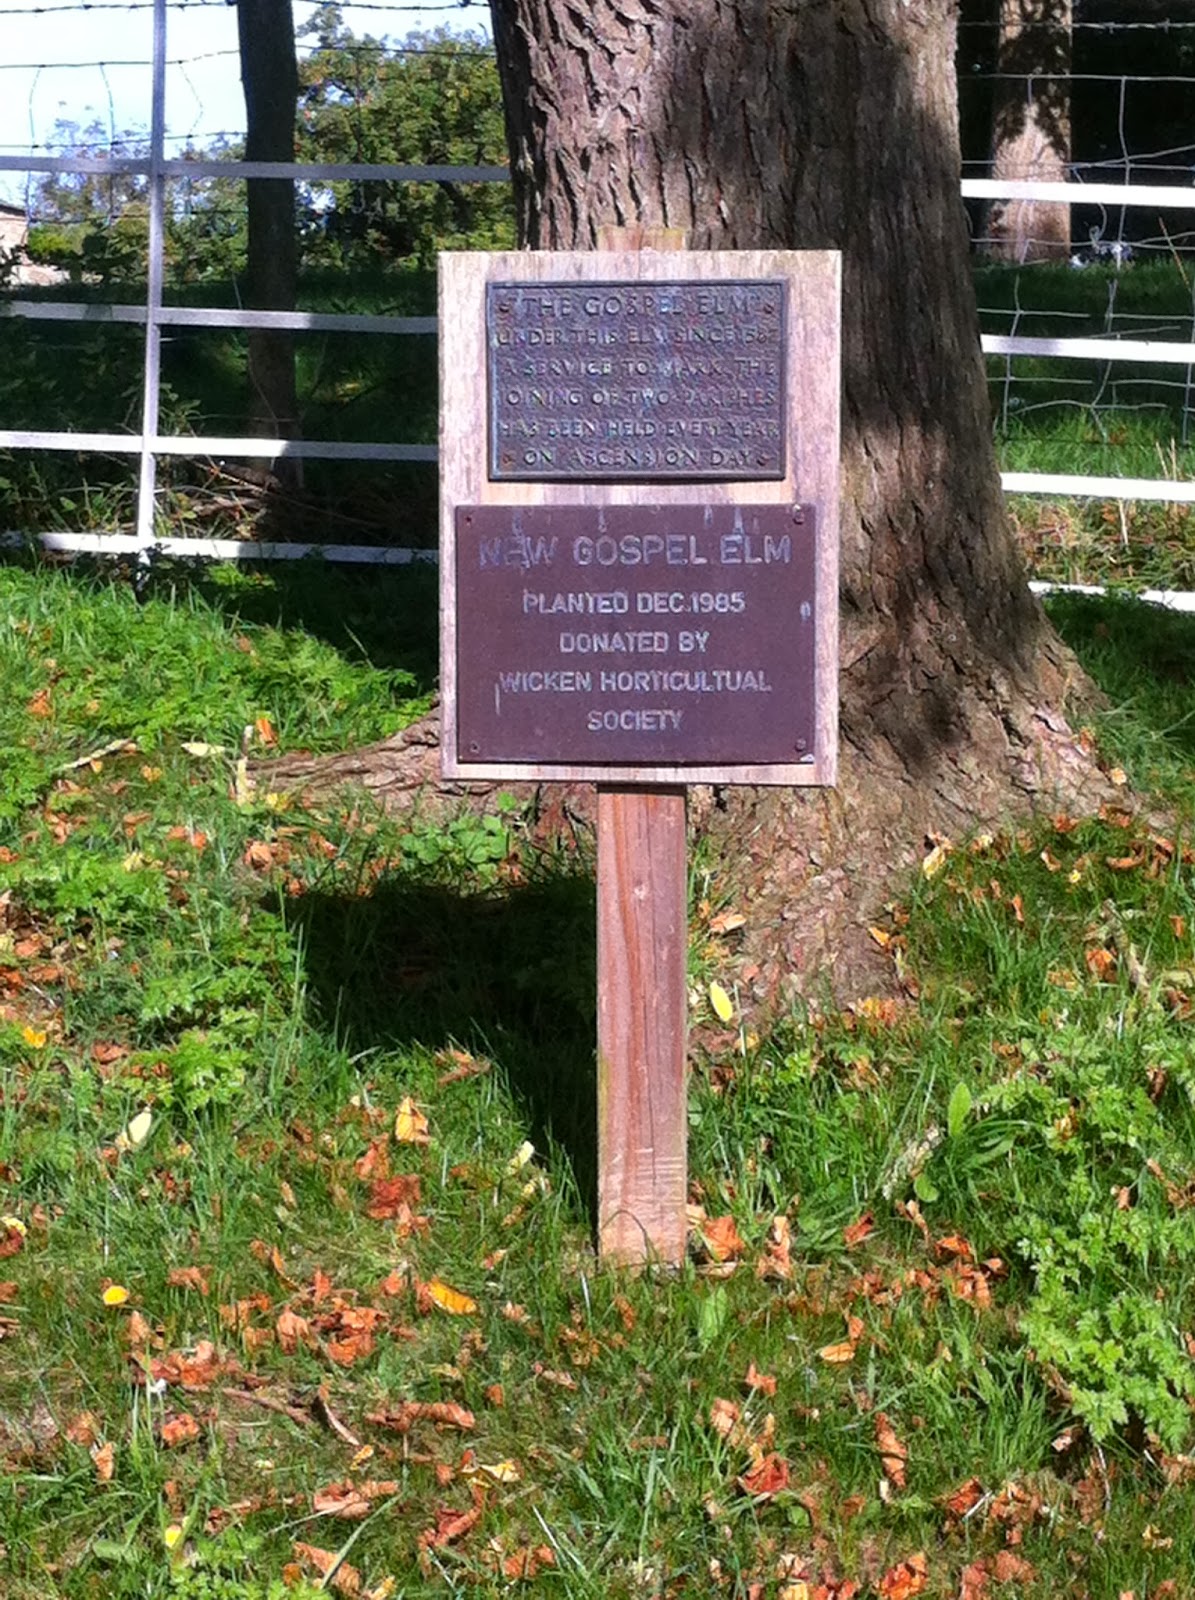 THE GOSPEL ELM
UNDER THIS ELM SINCE 1587
A SERVICE TO MARK THE
JOINING OF TWO PARISHES
HAS BEEN HELD EVERY YEAR
ON ASCENSION DAY
NEW GOSPEL ELM
PLANTED DEC.1985
DONATED BY
WICKEN HORTICULTUAL
SOCIETY